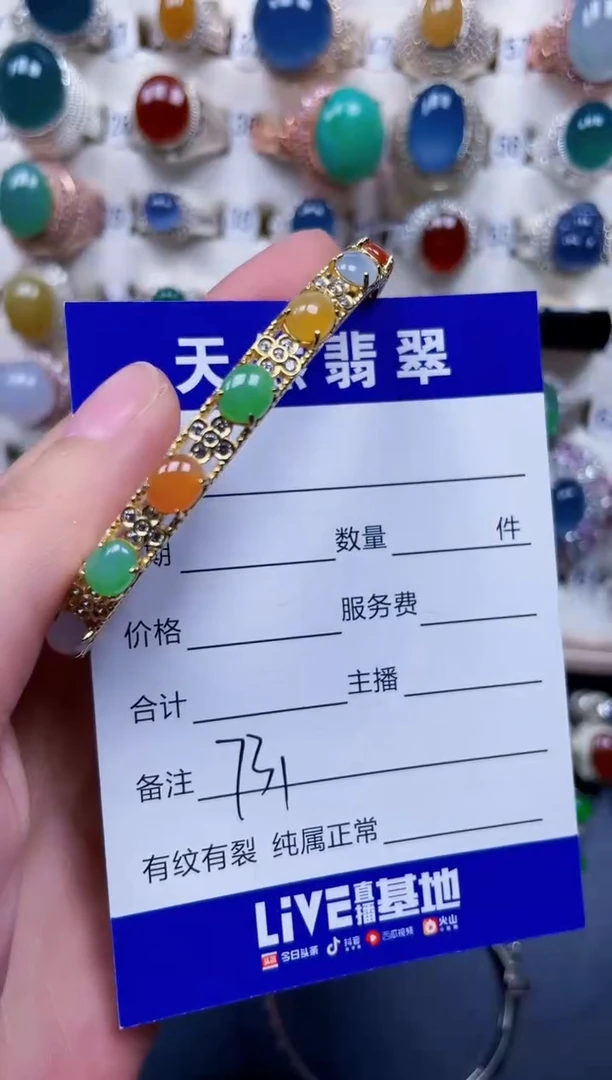 天 翡翠
期 数量 件
价格 服务费
合计 主播
备注
有纹有裂 纯属正常
LiVE直播基地
头条 今日头条 抖音 西瓜视频 火山